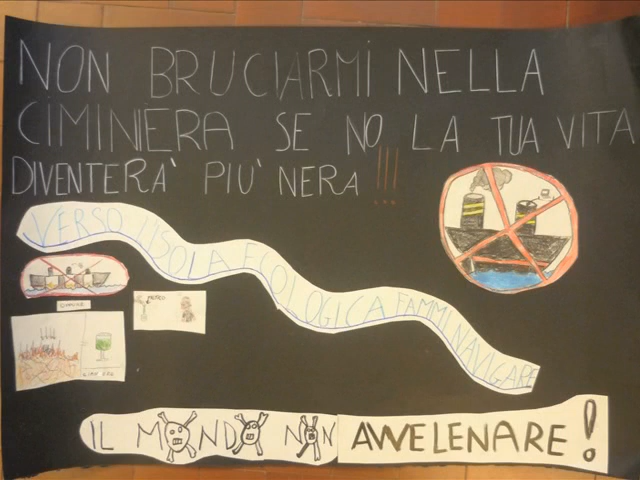 NON BRUCIARMI NELLA
CIMINIERA SE NO LA TUA VITA
DIVENTERÀ PIU' NERA!!!
VERSO L'ISOLA ECOLOGICA FAMMI NAVIGARE
IL MONDO NON AVVELENARE!